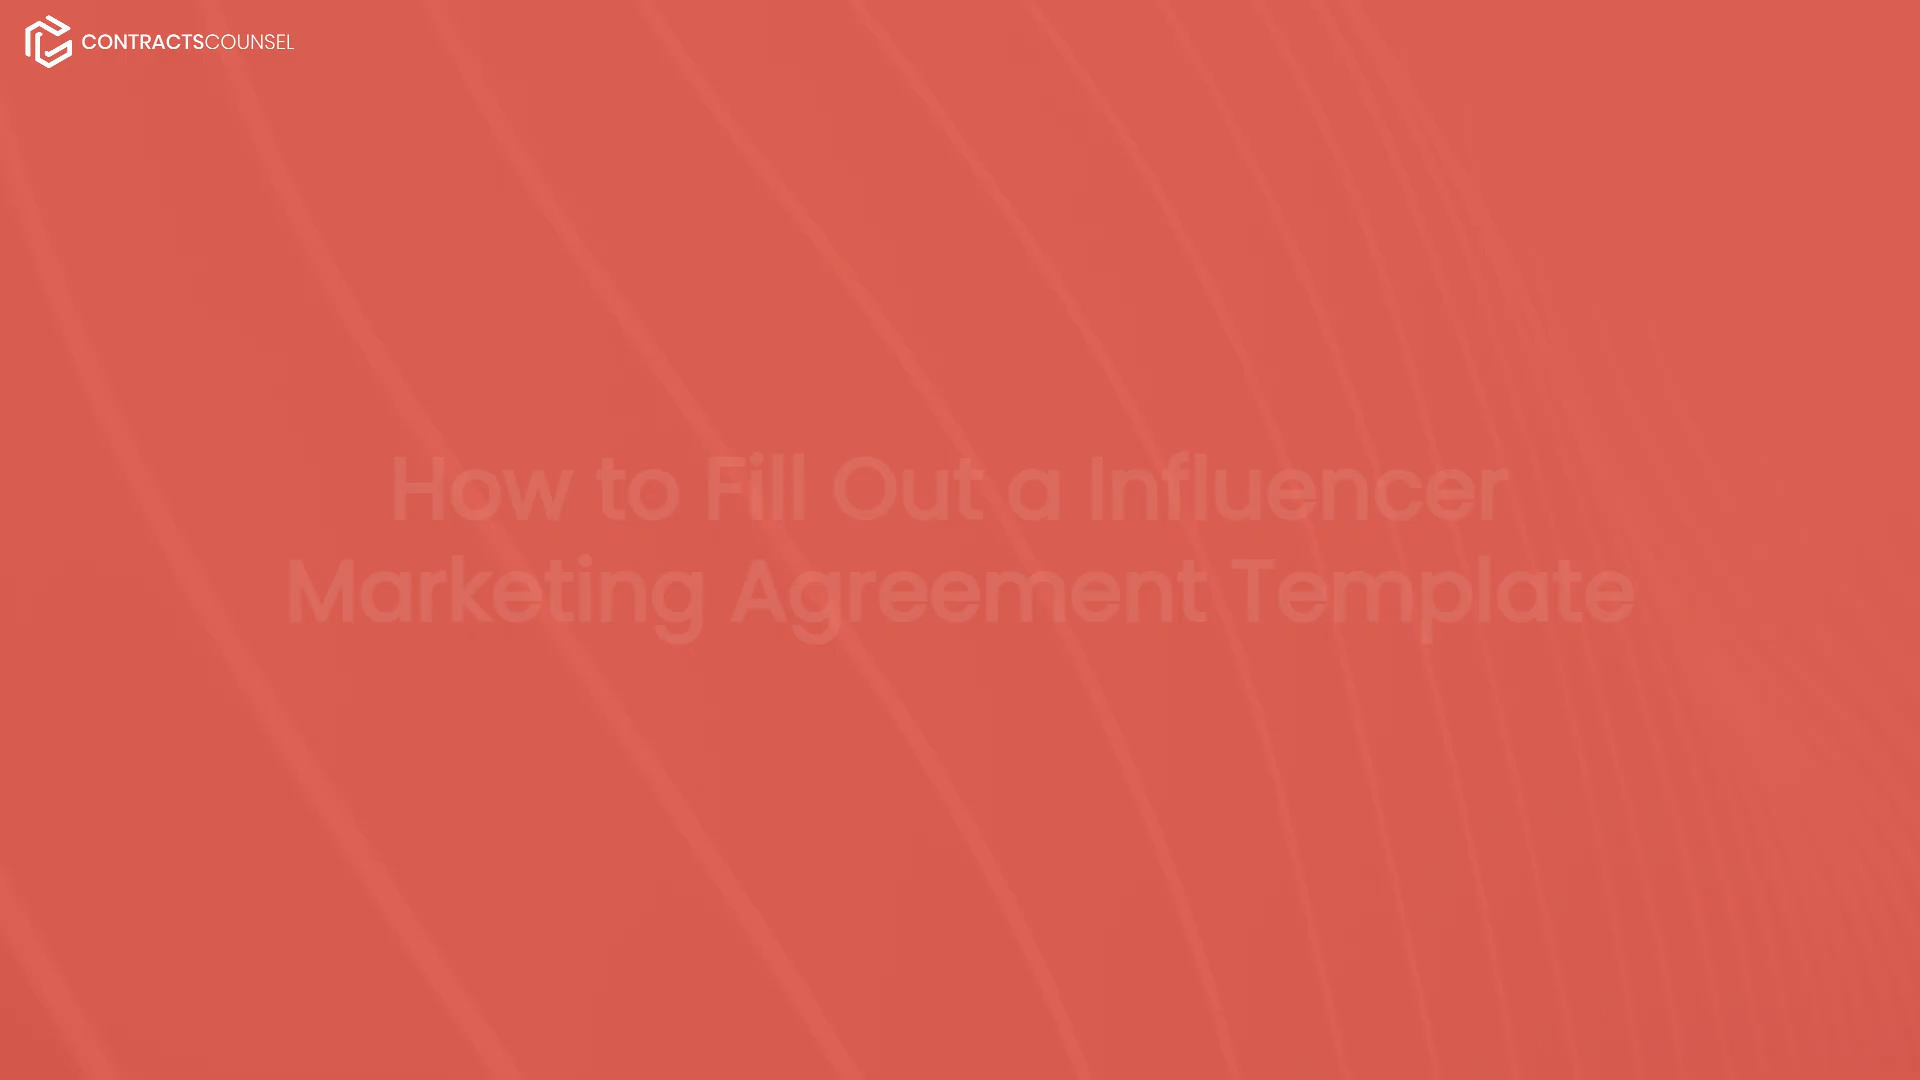 CONTRACTSCOUNSEL
How to Fill Out a Influencer
Marketing Agreement Template